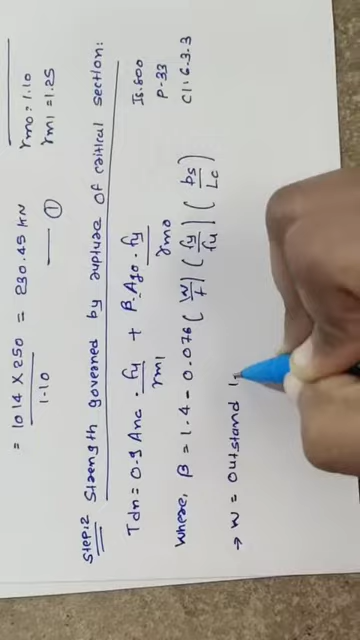 = 1014 X 250 / 1.10 = 230.45 KN —— ①
γm0 = 1.10
γm1 = 1.25
Step:2 Strength governed by rupture of critical section:
Tdn = 0.9 Anc . fy / γm1 + β . Ago . fy / γm0
Is.800
P-33
Cl:6.3.3
Where, β = 1.4 - 0.076 ( W/t ) ( fy/fu ) ( bs/Lc )
→ W = Outstand